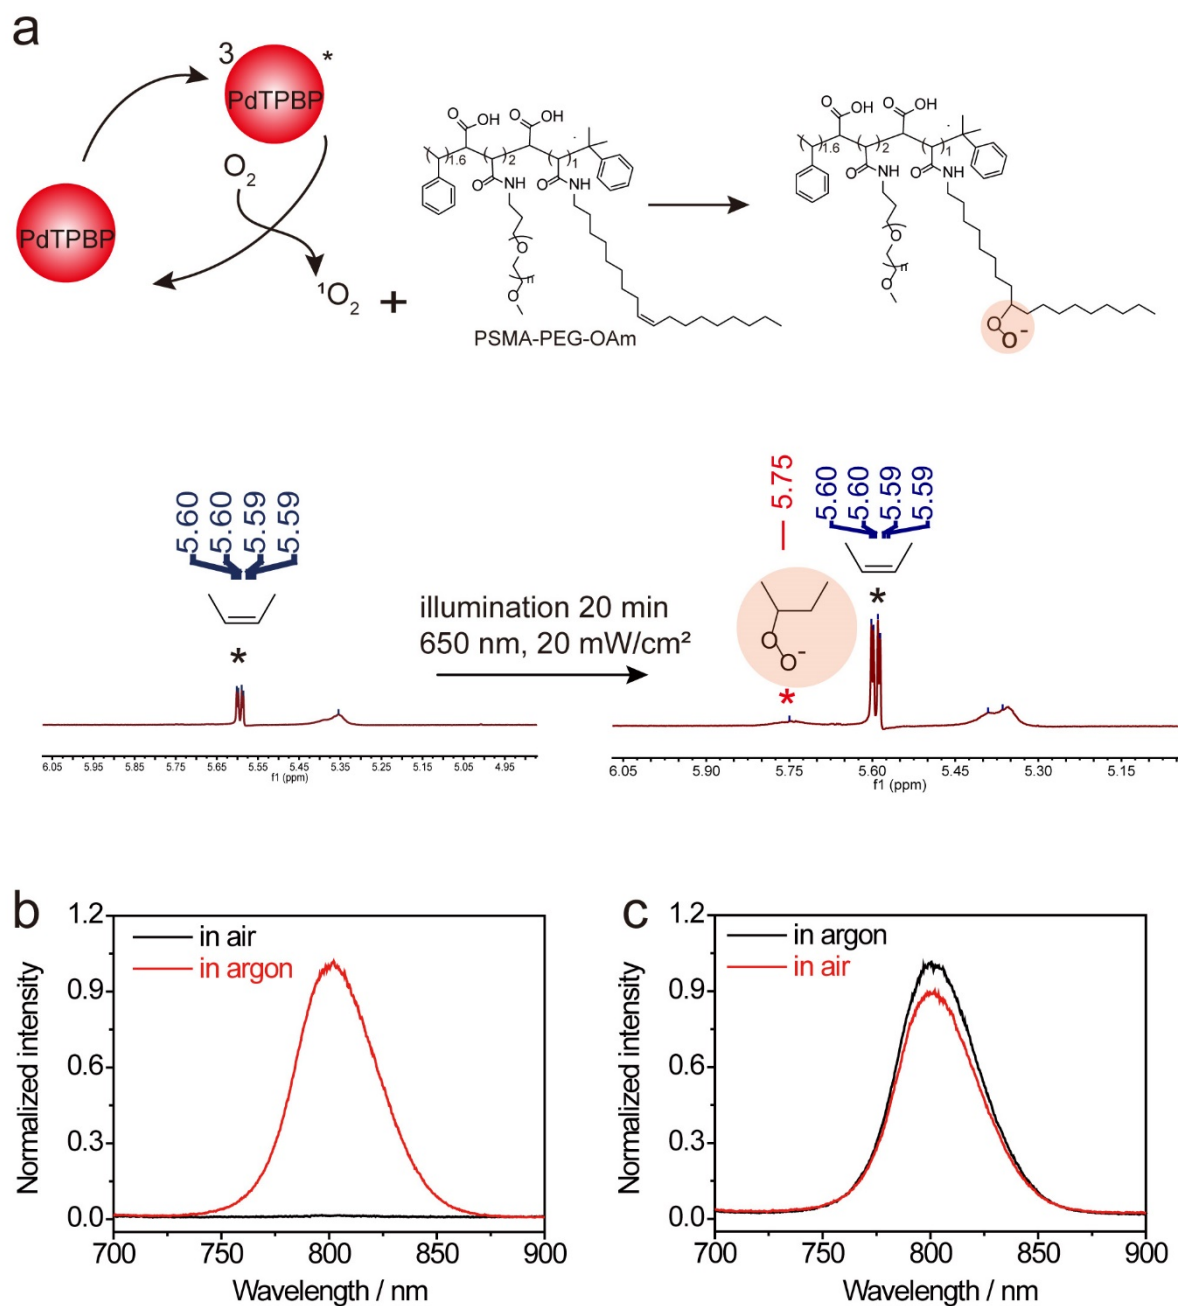 a
3
*
PdTPBP
O₂
PdTPBP
¹O₂
+
O
OH
O
OH
1.6
2
1
O
NH
O
NH
O
n
O
PSMA-PEG-OAm
O
OH
O
OH
1.6
2
1
O
NH
O
NH
O
n
O
O
O⁻
5.60
5.60
5.59
5.59
*
6.05 5.95 5.85 5.75 5.65 5.55 5.45 5.35 5.25 5.15 5.05 4.95
f1 (ppm)
illumination 20 min
650 nm, 20 mW/cm²
5.75
5.60
5.60
5.59
5.59
O
O⁻
*
*
6.05 5.90 5.75 5.60 5.45 5.30 5.15
f1 (ppm)
b
1.2
0.9
0.6
0.3
0.0
Normalized intensity
in air
in argon
700 750 800 850 900
Wavelength / nm
c
1.2
0.9
0.6
0.3
0.0
Normalized intensity
in argon
in air
700 750 800 850 900
Wavelength / nm